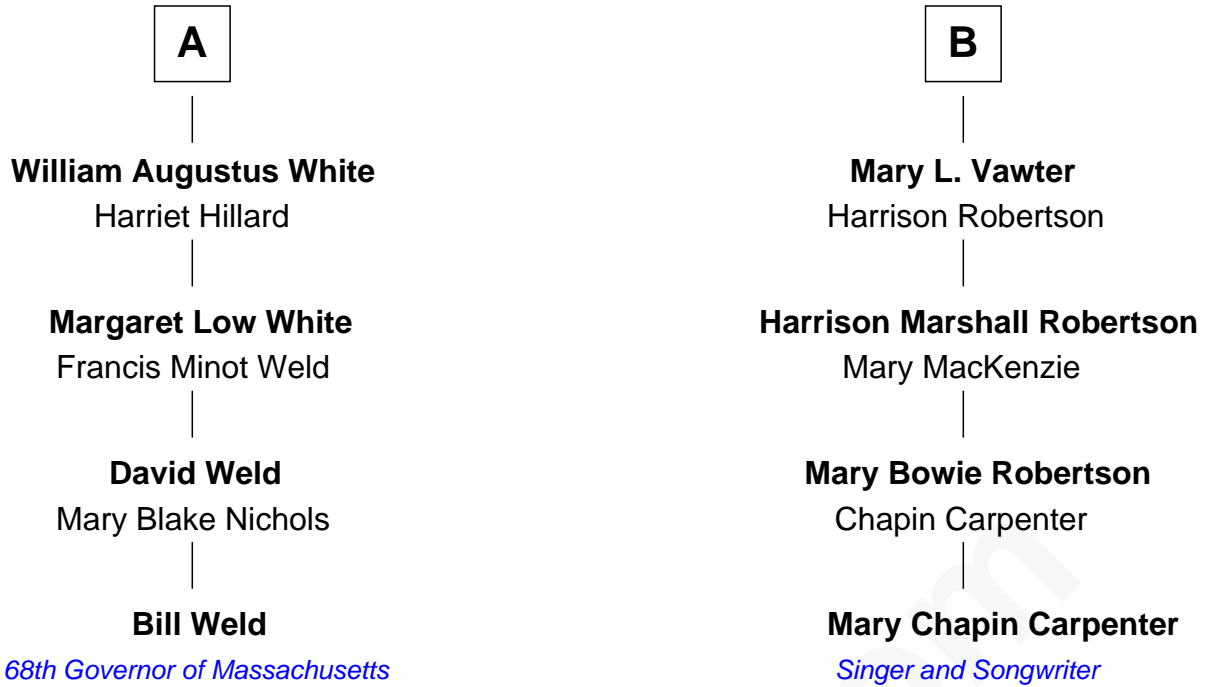 A
William Augustus White
Harriet Hillard
Margaret Low White
Francis Minot Weld
David Weld
Mary Blake Nichols
Bill Weld
68th Governor of Massachusetts
B
Mary L. Vawter
Harrison Robertson
Harrison Marshall Robertson
Mary MacKenzie
Mary Bowie Robertson
Chapin Carpenter
Mary Chapin Carpenter
Singer and Songwriter